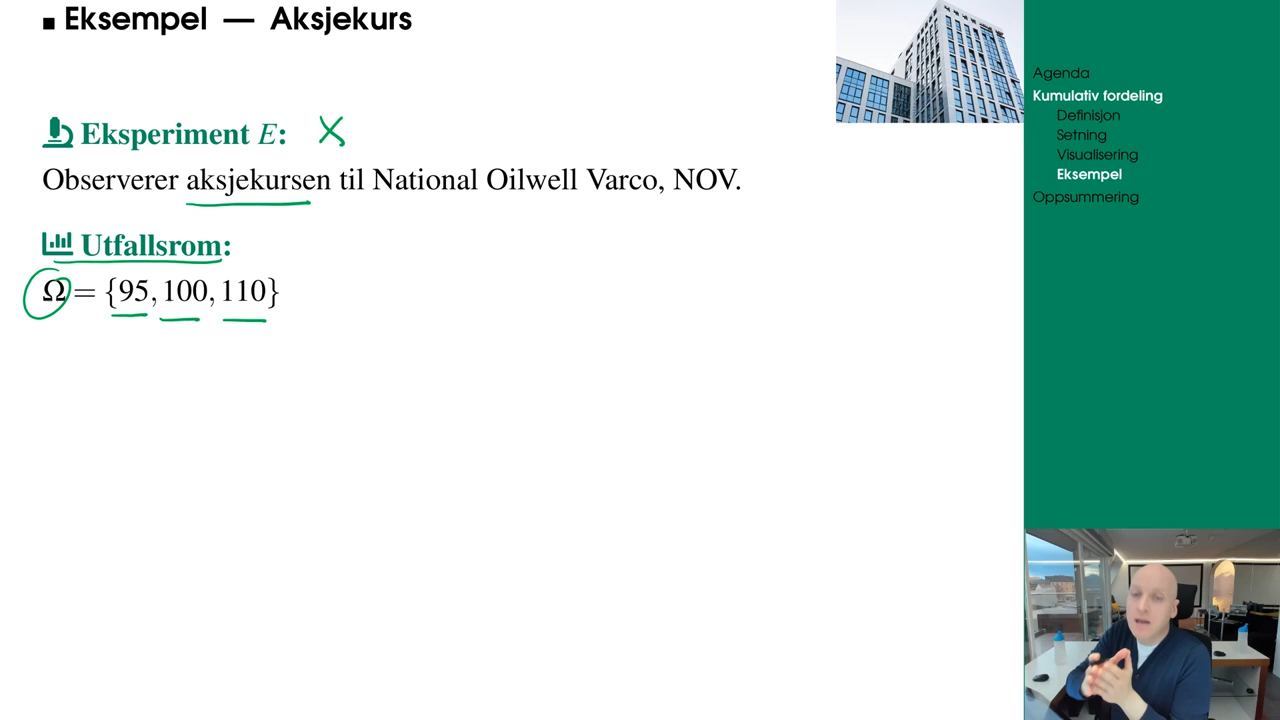 Eksempel — Aksjekurs
Eksperiment E: X
Observerer aksjekursen til National Oilwell Varco, NOV.
Utfallsrom:
Ω = {95, 100, 110}
Agenda
Kumulativ fordeling
Definisjon
Setning
Visualisering
Eksempel
Oppsummering